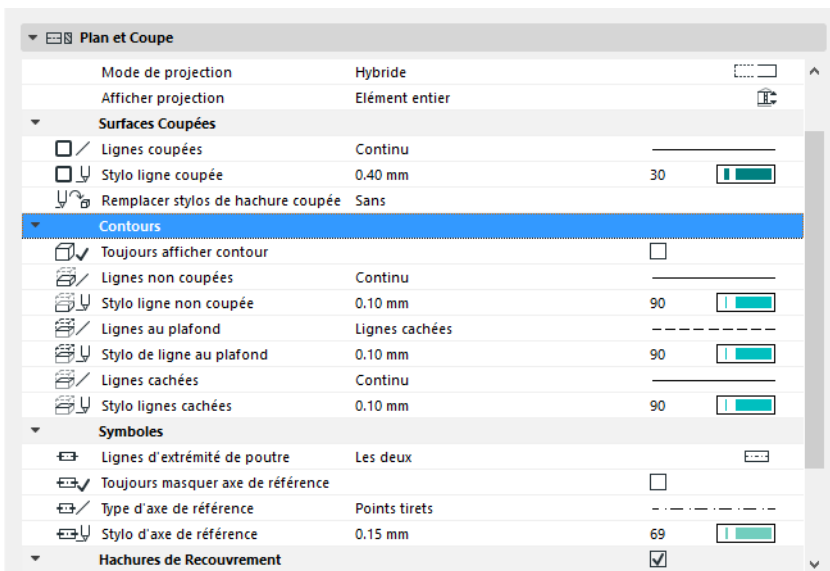 Plan et Coupe
Mode de projection Hybride
Afficher projection Elément entier
Surfaces Coupées
Lignes coupées Continu
Stylo ligne coupée 0.40 mm 30
Remplacer stylos de hachure coupée Sans
Contours
Toujours afficher contour
Lignes non coupées Continu
Stylo ligne non coupée 0.10 mm 90
Lignes au plafond Lignes cachées
Stylo de ligne au plafond 0.10 mm 90
Lignes cachées Continu
Stylo lignes cachées 0.10 mm 90
Symboles
Lignes d'extrémité de poutre Les deux
Toujours masquer axe de référence
Type d'axe de référence Points tirets
Stylo d'axe de référence 0.15 mm 69
Hachures de Recouvrement